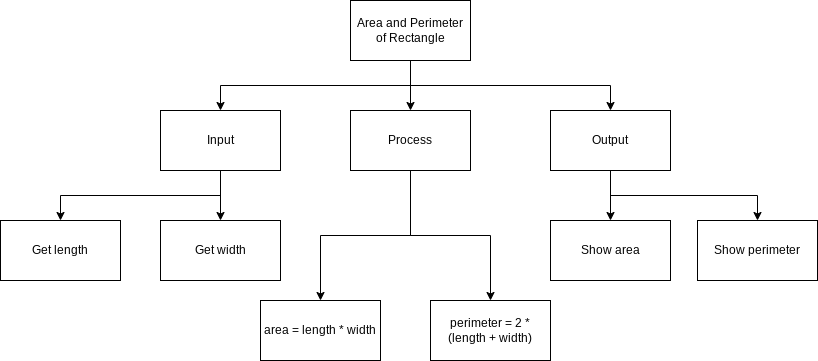 Area and Perimeter
of Rectangle
Input
Process
Output
Get length
Get width
Show area
Show perimeter
area = length * width
perimeter = 2 *
(length + width)